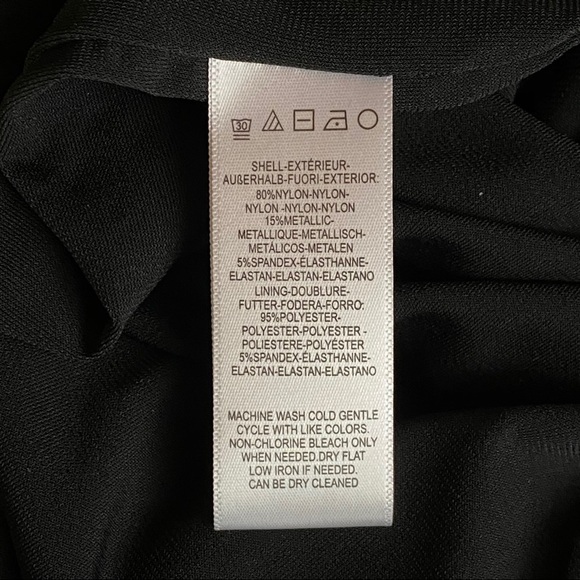 30
SHELL-EXTÉRIEUR-
AUßERHALB-FUORI-EXTERIOR:
80%NYLON-NYLON-
NYLON -NYLON-NYLON
15%METALLIC-
METALLIQUE-METALLISCH-
METÁLICOS-METALEN
5%SPANDEX-ÉLASTHANNE-
ELASTAN-ELASTAN-ELASTANO
LINING-DOUBLURE-
FUTTER-FODERA-FORRO:
95%POLYESTER-
POLYESTER-POLYESTER -
POLIESTERE-POLYÉSTER
5%SPANDEX-ÉLASTHANNE-
ELASTAN-ELASTAN-ELASTANO
MACHINE WASH COLD GENTLE
CYCLE WITH LIKE COLORS.
NON-CHLORINE BLEACH ONLY
WHEN NEEDED.DRY FLAT
LOW IRON IF NEEDED.
CAN BE DRY CLEANED